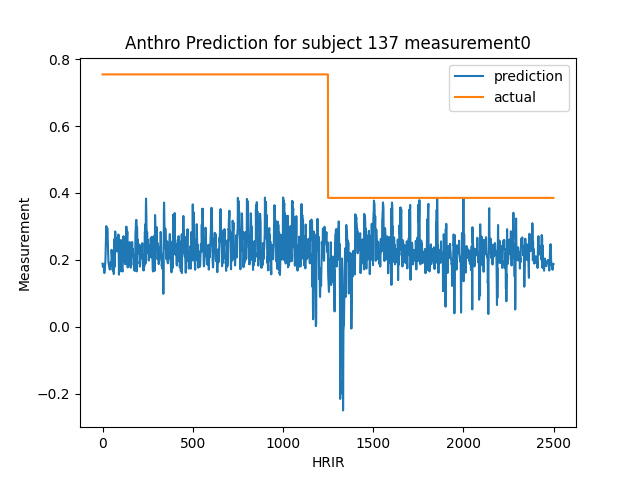 Anthro Prediction for subject 137 measurement0
prediction
actual
Measurement
0.8
0.6
0.4
0.2
0.0
−0.2
0
500
1000
1500
2000
2500
HRIR